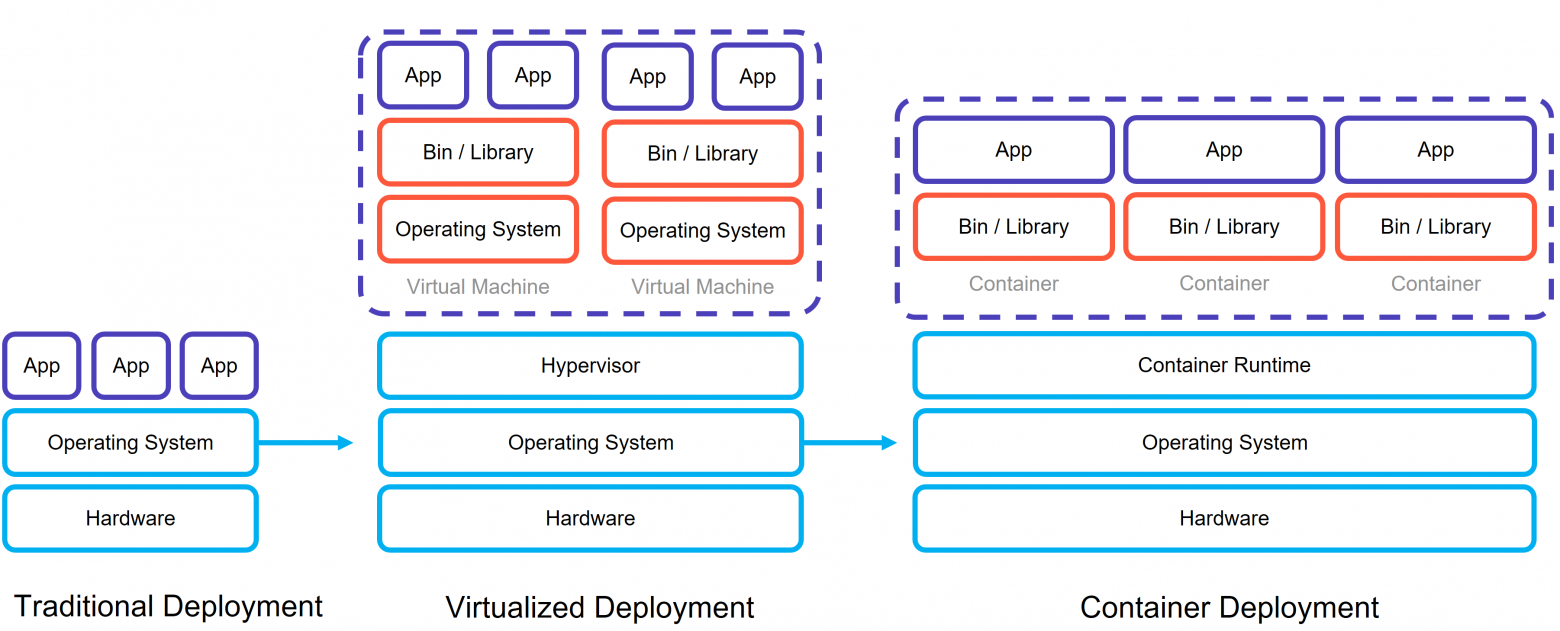 App
App
App
Operating System
Hardware
Traditional Deployment
App
App
App
App
Bin / Library
Bin / Library
Operating System
Operating System
Virtual Machine
Virtual Machine
Hypervisor
Operating System
Hardware
Virtualized Deployment
App
App
App
Bin / Library
Bin / Library
Bin / Library
Container
Container
Container
Container Runtime
Operating System
Hardware
Container Deployment